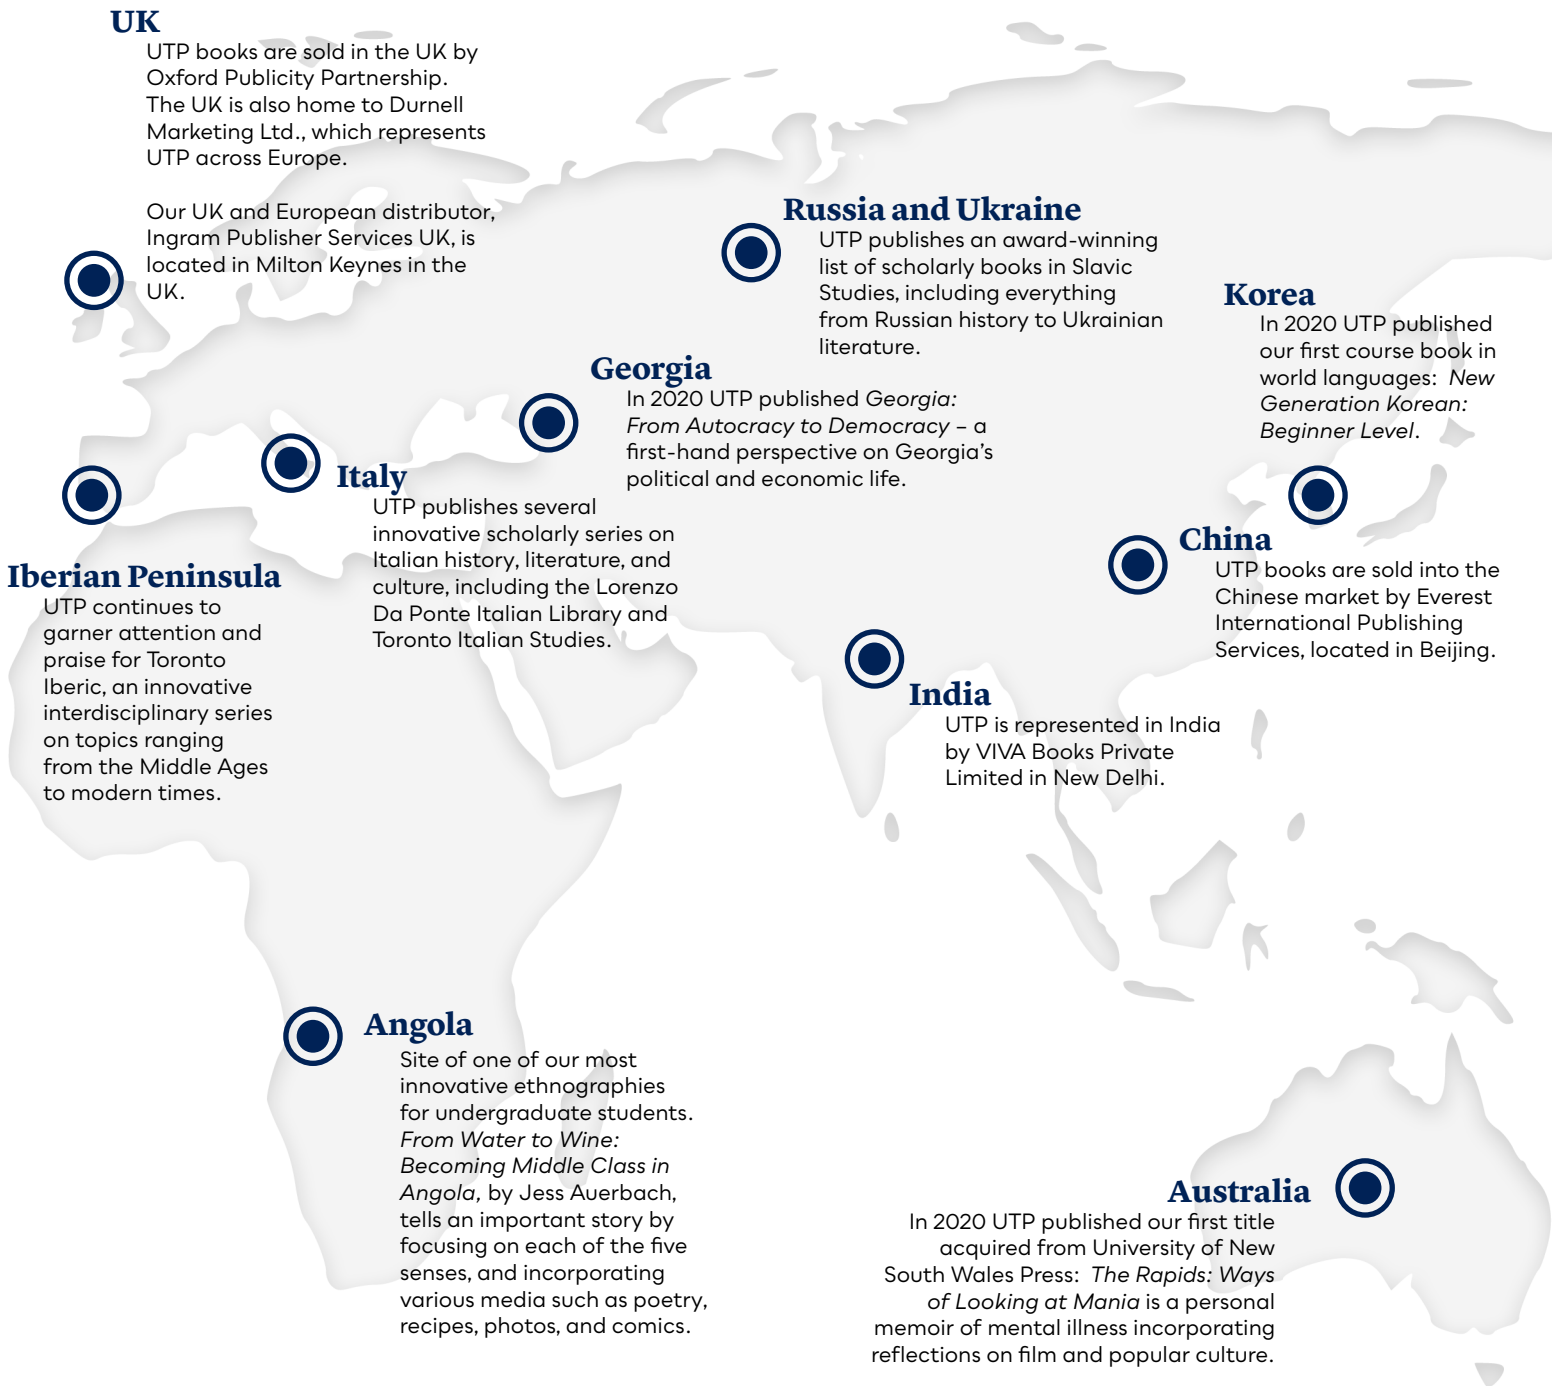 UK
UTP books are sold in the UK by
Oxford Publicity Partnership.
The UK is also home to Durnell
Marketing Ltd., which represents
UTP across Europe.
Our UK and European distributor,
Ingram Publisher Services UK, is
located in Milton Keynes in the
UK.
Russia and Ukraine
UTP publishes an award-winning
list of scholarly books in Slavic
Studies, including everything
from Russian history to Ukrainian
literature.
Korea
In 2020 UTP published
our first course book in
world languages: New
Generation Korean:
Beginner Level.
Georgia
In 2020 UTP published Georgia:
From Autocracy to Democracy – a
first-hand perspective on Georgia’s
political and economic life.
Italy
UTP publishes several
innovative scholarly series on
Italian history, literature, and
culture, including the Lorenzo
Da Ponte Italian Library and
Toronto Italian Studies.
China
UTP books are sold into the
Chinese market by Everest
International Publishing
Services, located in Beijing.
Iberian Peninsula
UTP continues to
garner attention and
praise for Toronto
Iberic, an innovative
interdisciplinary series
on topics ranging
from the Middle Ages
to modern times.
India
UTP is represented in India
by VIVA Books Private
Limited in New Delhi.
Angola
Site of one of our most
innovative ethnographies
for undergraduate students.
From Water to Wine:
Becoming Middle Class in
Angola, by Jess Auerbach,
tells an important story by
focusing on each of the five
senses, and incorporating
various media such as poetry,
recipes, photos, and comics.
Australia
In 2020 UTP published our first title
acquired from University of New
South Wales Press: The Rapids: Ways
of Looking at Mania is a personal
memoir of mental illness incorporating
reflections on film and popular culture.